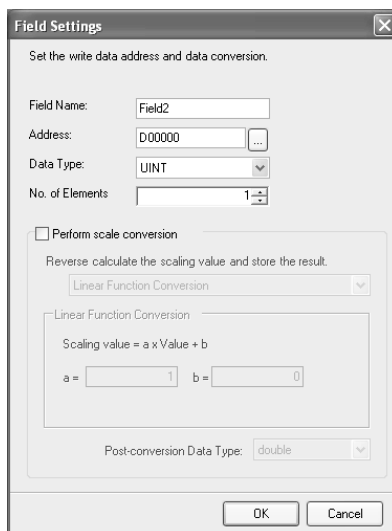 Field Settings
Set the write data address and data conversion.
Field Name: Field2
Address: D00000 ...
Data Type: UINT
No. of Elements 1
Perform scale conversion
Reverse calculate the scaling value and store the result.
Linear Function Conversion
Linear Function Conversion
Scaling value = a x Value + b
a = 1 b = 0
Post-conversion Data Type: double
OK Cancel